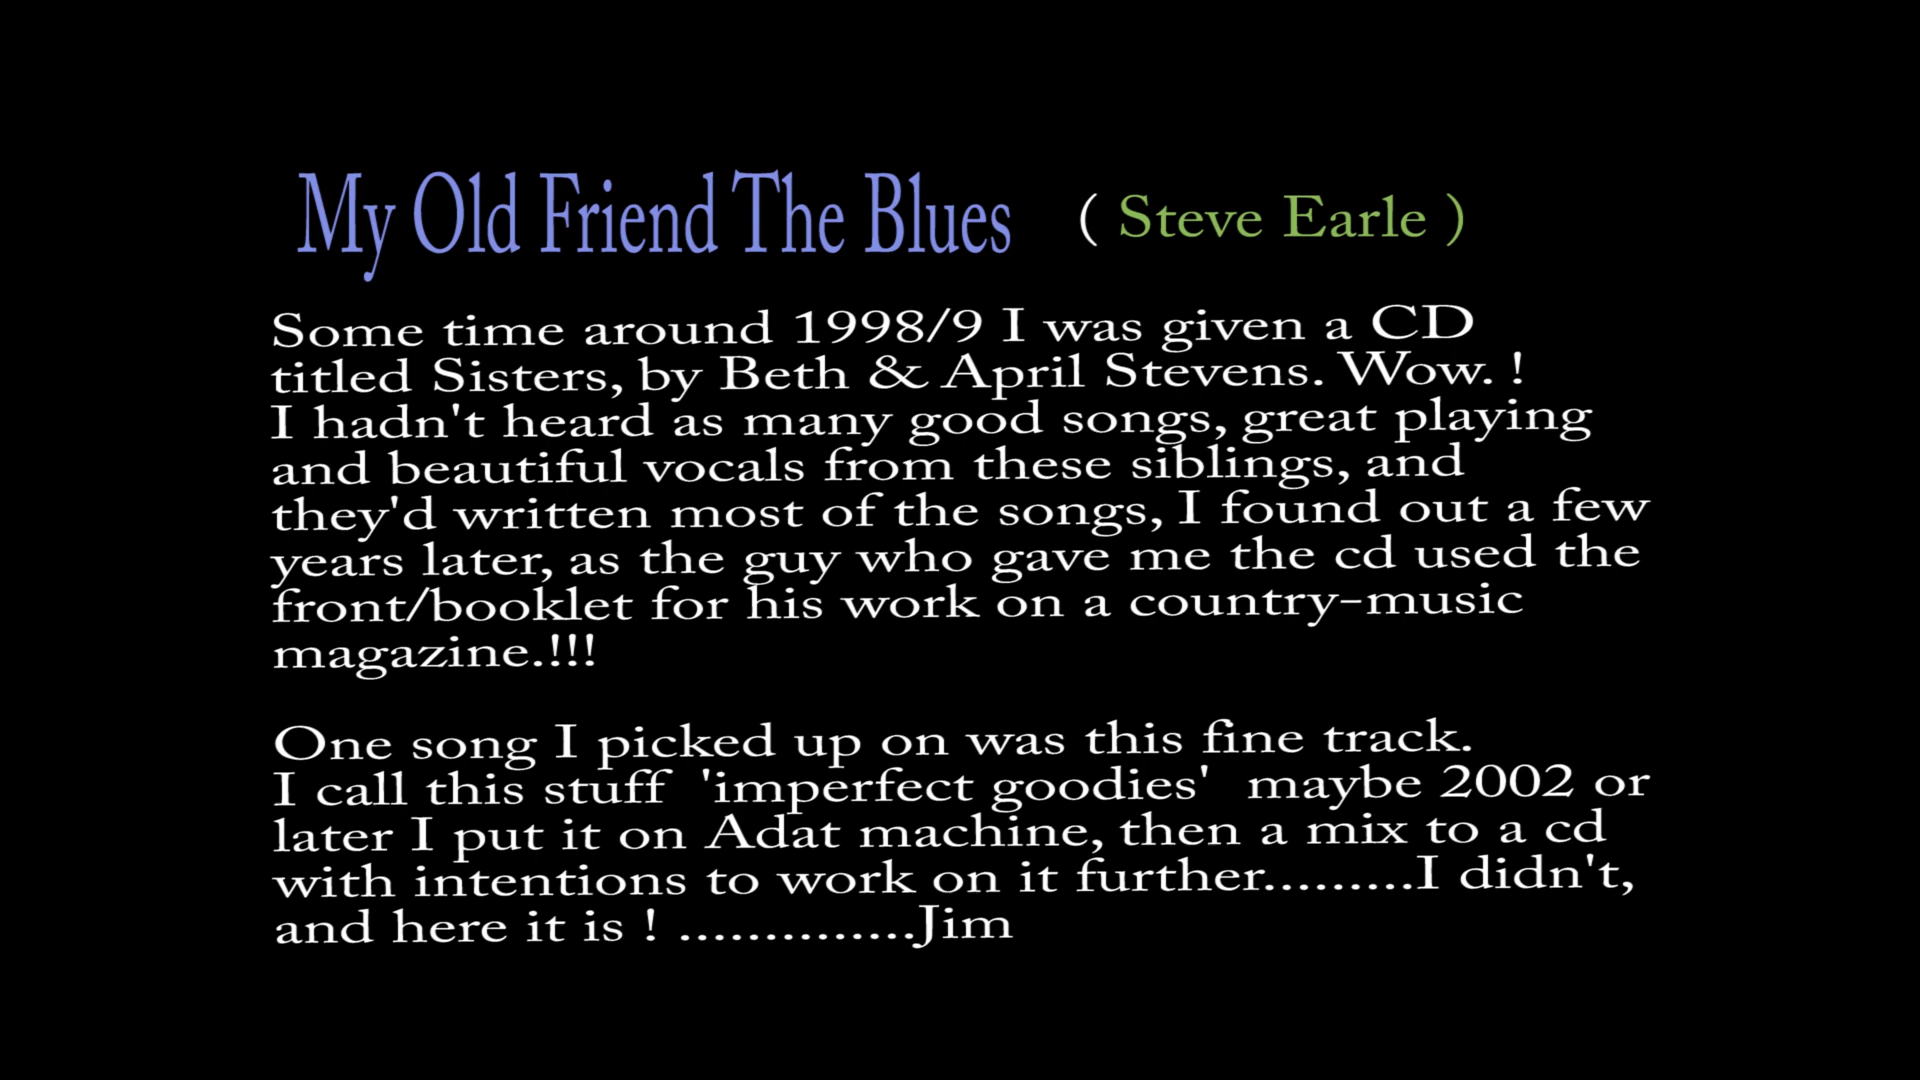 My Old Friend The Blues ( Steve Earle )
Some time around 1998/9 I was given a CD
titled Sisters, by Beth & April Stevens. Wow. !
I hadn't heard as many good songs, great playing
and beautiful vocals from these siblings, and
they'd written most of the songs, I found out a few
years later, as the guy who gave me the cd used the
front/booklet for his work on a country-music
magazine.!!!
One song I picked up on was this fine track.
I call this stuff 'imperfect goodies' maybe 2002 or
later I put it on Adat machine, then a mix to a cd
with intentions to work on it further.........I didn't,
and here it is ! ..............Jim